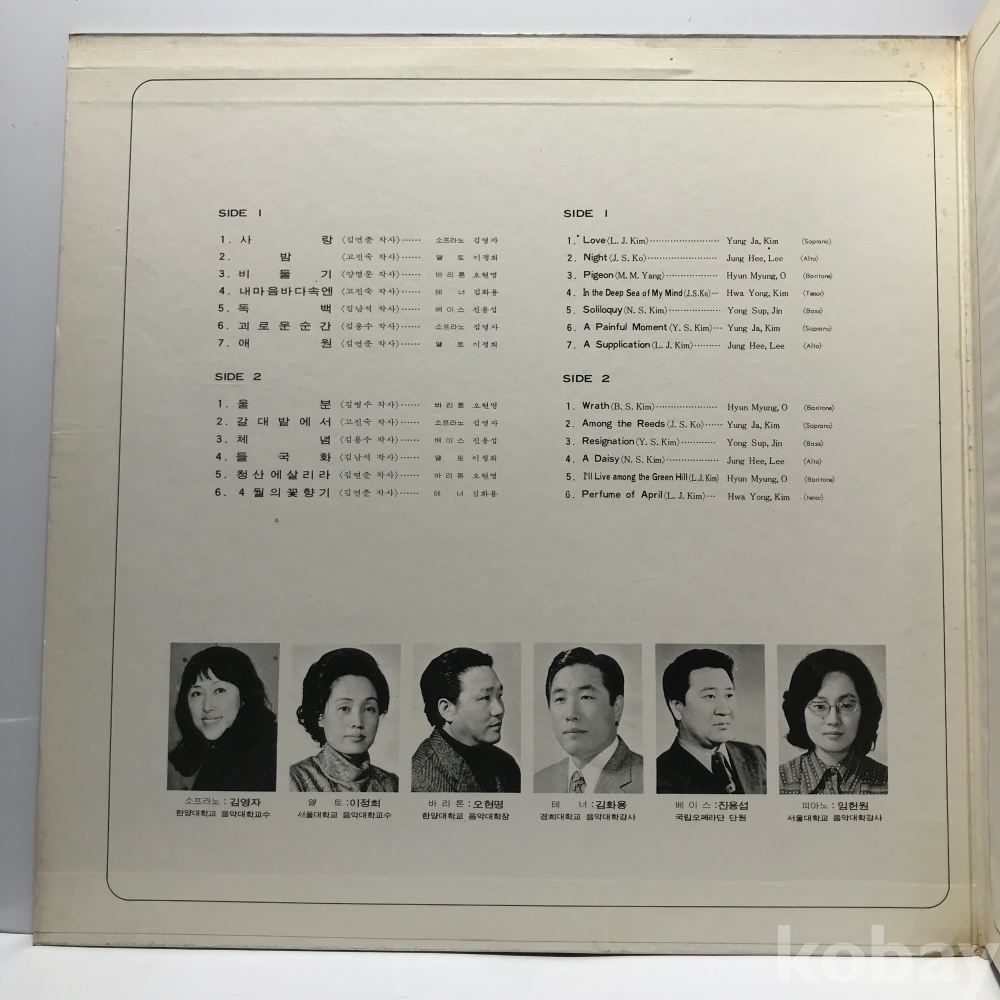 SIDE 1
1. 사 랑 〈김연준 작사〉…… 소프라노 김영자
2. 밤 〈고진숙 작사〉…… 앨 토 이정희
3. 비 둘 기 〈양명문 작사〉…… 바 리 톤 오현명
4. 내마음바다속엔 〈고진숙 작사〉…… 테 너 김화용
5. 독 백 〈김남석 작사〉…… 베 이 스 진용섭
6. 괴 로 운 순 간 〈김용수 작사〉…… 소프라노 김영자
7. 애 원 〈김연준 작사〉…… 앨 토 이정희
SIDE 2
1. 울 분 〈김병수 작사〉…… 바 리 톤 오현명
2. 갈 대 밭 에 서 〈고진숙 작사〉…… 소프라노 김영자
3. 체 념 〈김용수 작사〉…… 베 이 스 진용섭
4. 들 국 화 〈김남석 작사〉…… 앨 토 이정희
5. 청산에살리라 〈김연준 작사〉…… 바 리 톤 오현명
6. 4 월 의 꽃 향 기 〈김연준 작사〉…… 테 너 김화용
SIDE 1
1. Love〈L. J. Kim〉…… Yung Ja, Kim 〈Soprano〉
2. Night〈J. S. Ko〉…… Jung Hee, Lee 〈Alto〉
3. Pigeon〈M. M. Yang〉…… Hyun Myung, O 〈Baritone〉
4. In the Deep Sea of My Mind〈J.S.Ko〉… Hwa Yong, Kim 〈Tenor〉
5. Soliloquy〈N. S. Kim〉…… Yong Sup, Jin 〈Bass〉
6. A Painful Moment〈Y. S. Kim〉… Yung Ja, Kim 〈Soprano〉
7. A Supplication〈L. J. Kim〉…… Jung Hee, Lee 〈Alto〉
SIDE 2
1. Wrath〈B. S. Kim〉…… Hyun Myung, O 〈Baritone〉
2. Among the Reeds〈J. S. Ko〉…… Yung Ja, Kim 〈Soprano〉
3. Resignation〈Y. S. Kim〉…… Yong Sup, Jin 〈Bass〉
4. A Daisy〈N. S. Kim〉…… Jung Hee, Lee 〈Alto〉
5. I'll Live among the Green Hill〈L.J.Kim〉 Hyun Myung, O 〈Baritone〉
6. Perfume of April〈L. J. Kim〉… Hwa Yong, Kim 〈tenor〉
소프라노 : 김영자
한양대학교 음악대학교수
앨 토 : 이정희
서울대학교 음악대학교수
바 리 톤 : 오현명
한양대학교 음악대학장
테 너 : 김화용
경희대학교 음악대학강사
베 이 스 : 진용섭
국립오페라단 단원
피아노 : 임헌원
서울대학교 음악대학강사
kobay